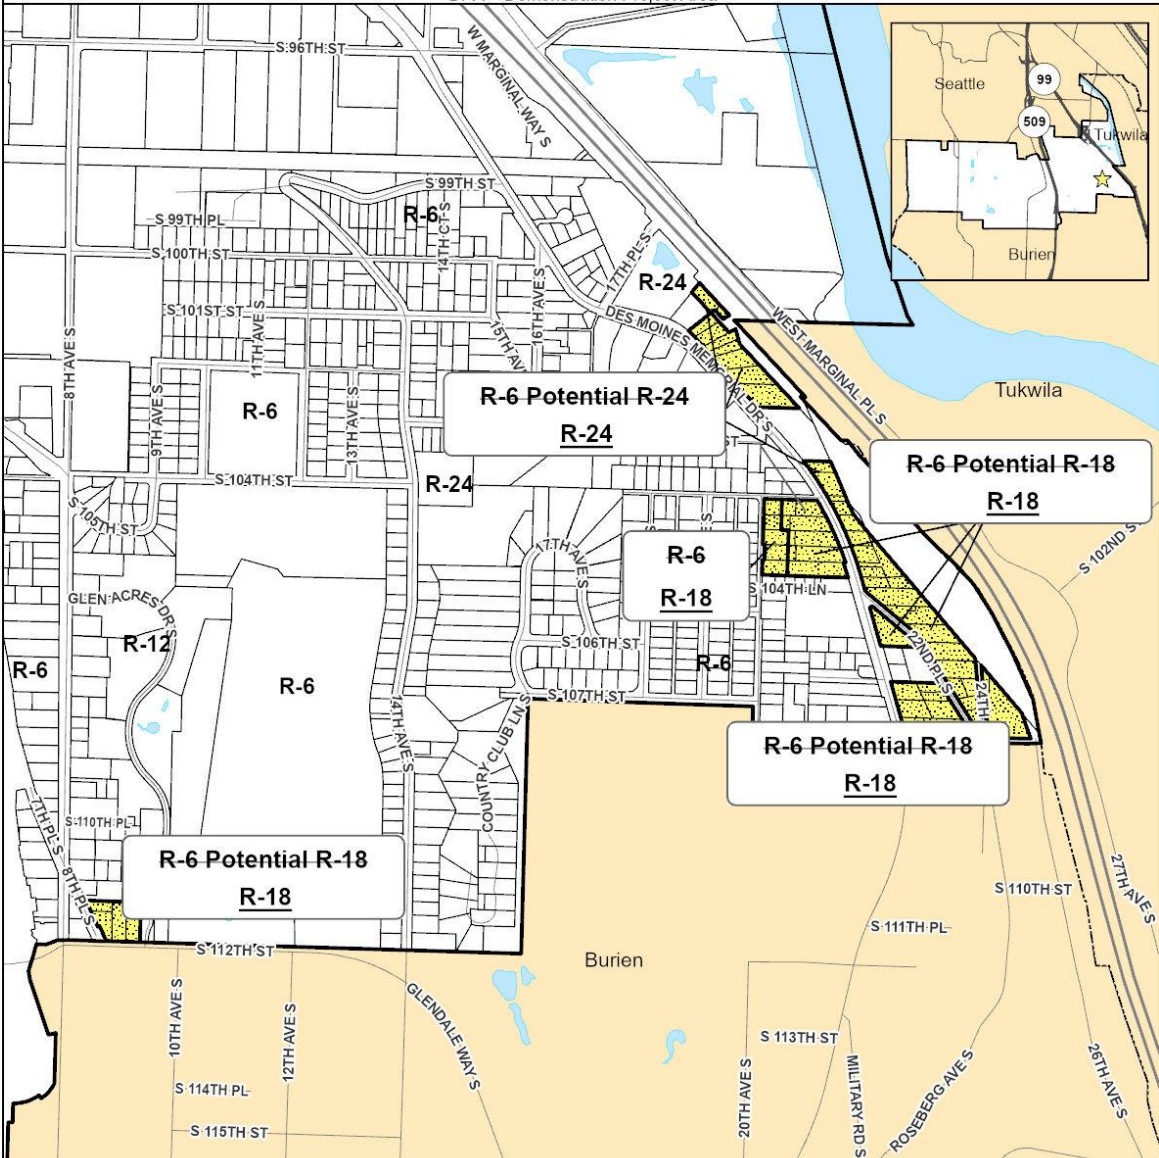 S 96TH ST
W MARGINAL WAY S
Seattle
99
509
Tukwila
Burien
S 99TH ST
R-6
S 99TH PL
14TH CT S
S 100TH ST
17TH PL S
R-24
16TH AVE S
S 101ST ST
11TH AVE S
DES MOINES MEMORIAL DR S
WEST MARGINAL PL S
8TH AVE S
15TH AV
Tukwila
R-6 Potential R-24
R-24
9TH AVE S
R-6
13TH AVE S
ST
R-6 Potential R-18
R-18
S 104TH ST
R-24
S 105TH ST
17TH AVE S
R-6
R-18
S 102ND S
S 104TH LN
GLEN ACRES DR S
R-12
S 106TH ST
22ND PL S
R-6
R-6
R-6
24TH
S 107TH ST
14TH AVE S
COUNTRY CLUB LN S
R-6 Potential R-18
R-18
7TH PL S
S 110TH PL
R-6 Potential R-18
R-18
8TH PL S
27TH AVE S
S 110TH ST
S 111TH PL
S 112TH ST
Burien
10TH AVE S
12TH AVE S
GLENDALE WAY S
S 113TH ST
20TH AVE S
MILITARY RD S
ROSEBERG AVE S
26TH AVE S
S 114TH PL
S 115TH ST